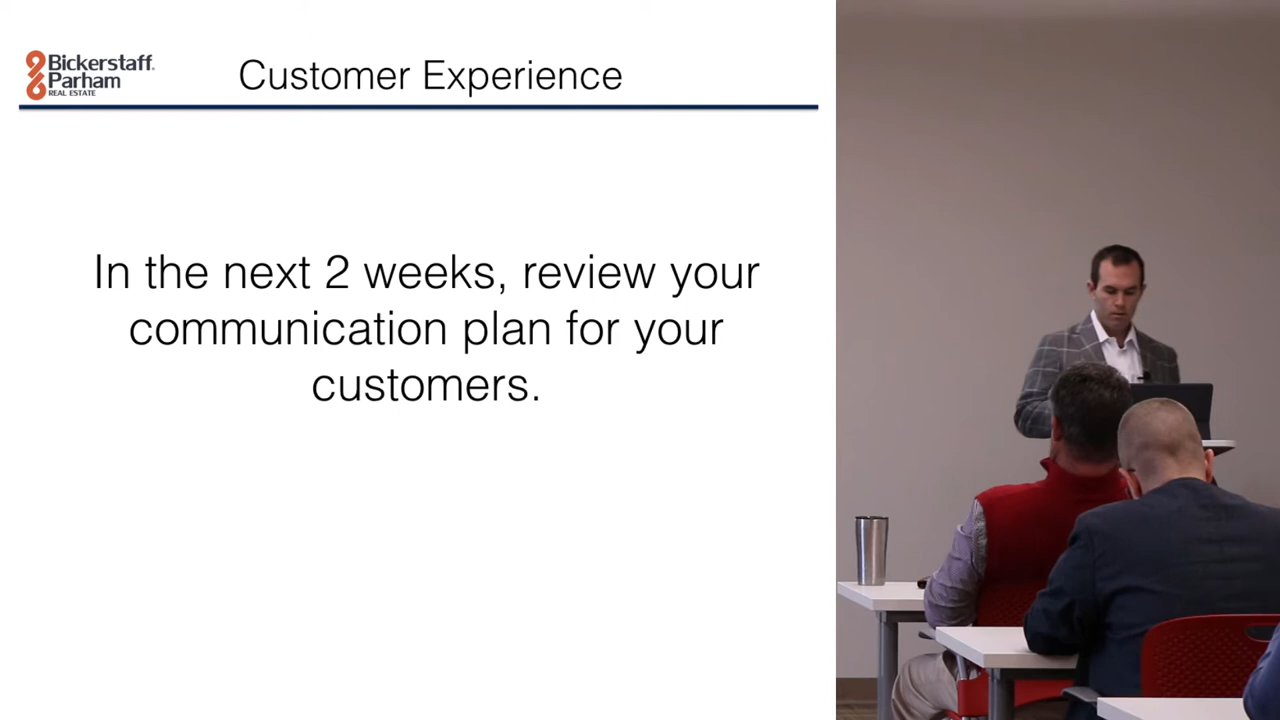 Bickerstaff
Parham
REAL ESTATE
Customer Experience
In the next 2 weeks, review your
communication plan for your
customers.